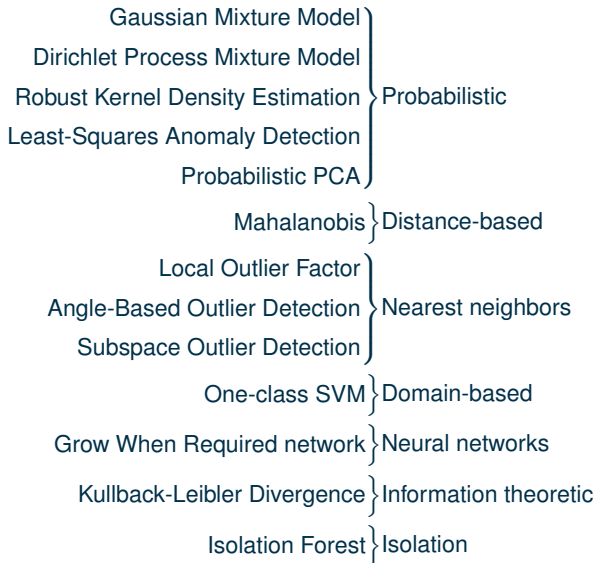 Gaussian Mixture Model
Dirichlet Process Mixture Model
Robust Kernel Density Estimation
Least-Squares Anomaly Detection
Probabilistic PCA
Probabilistic
Mahalanobis
Distance-based
Local Outlier Factor
Angle-Based Outlier Detection
Subspace Outlier Detection
Nearest neighbors
One-class SVM
Domain-based
Grow When Required network
Neural networks
Kullback-Leibler Divergence
Information theoretic
Isolation Forest
Isolation